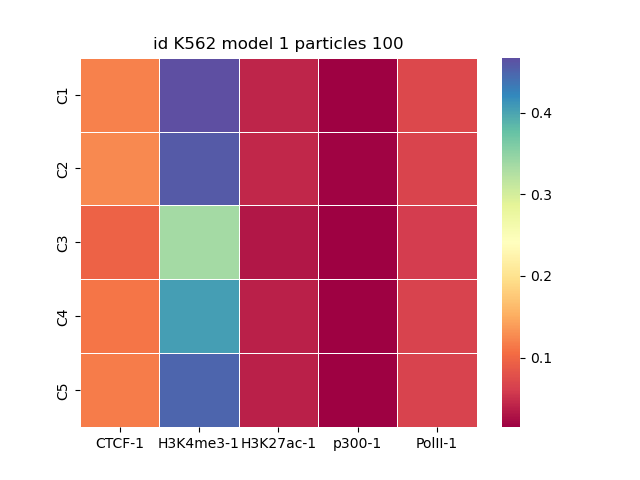 id K562 model 1 particles 100
C1
C2
C3
C4
C5
CTCF-1 H3K4me3-1 H3K27ac-1 p300-1 PolII-1
0.4
0.3
0.2
0.1